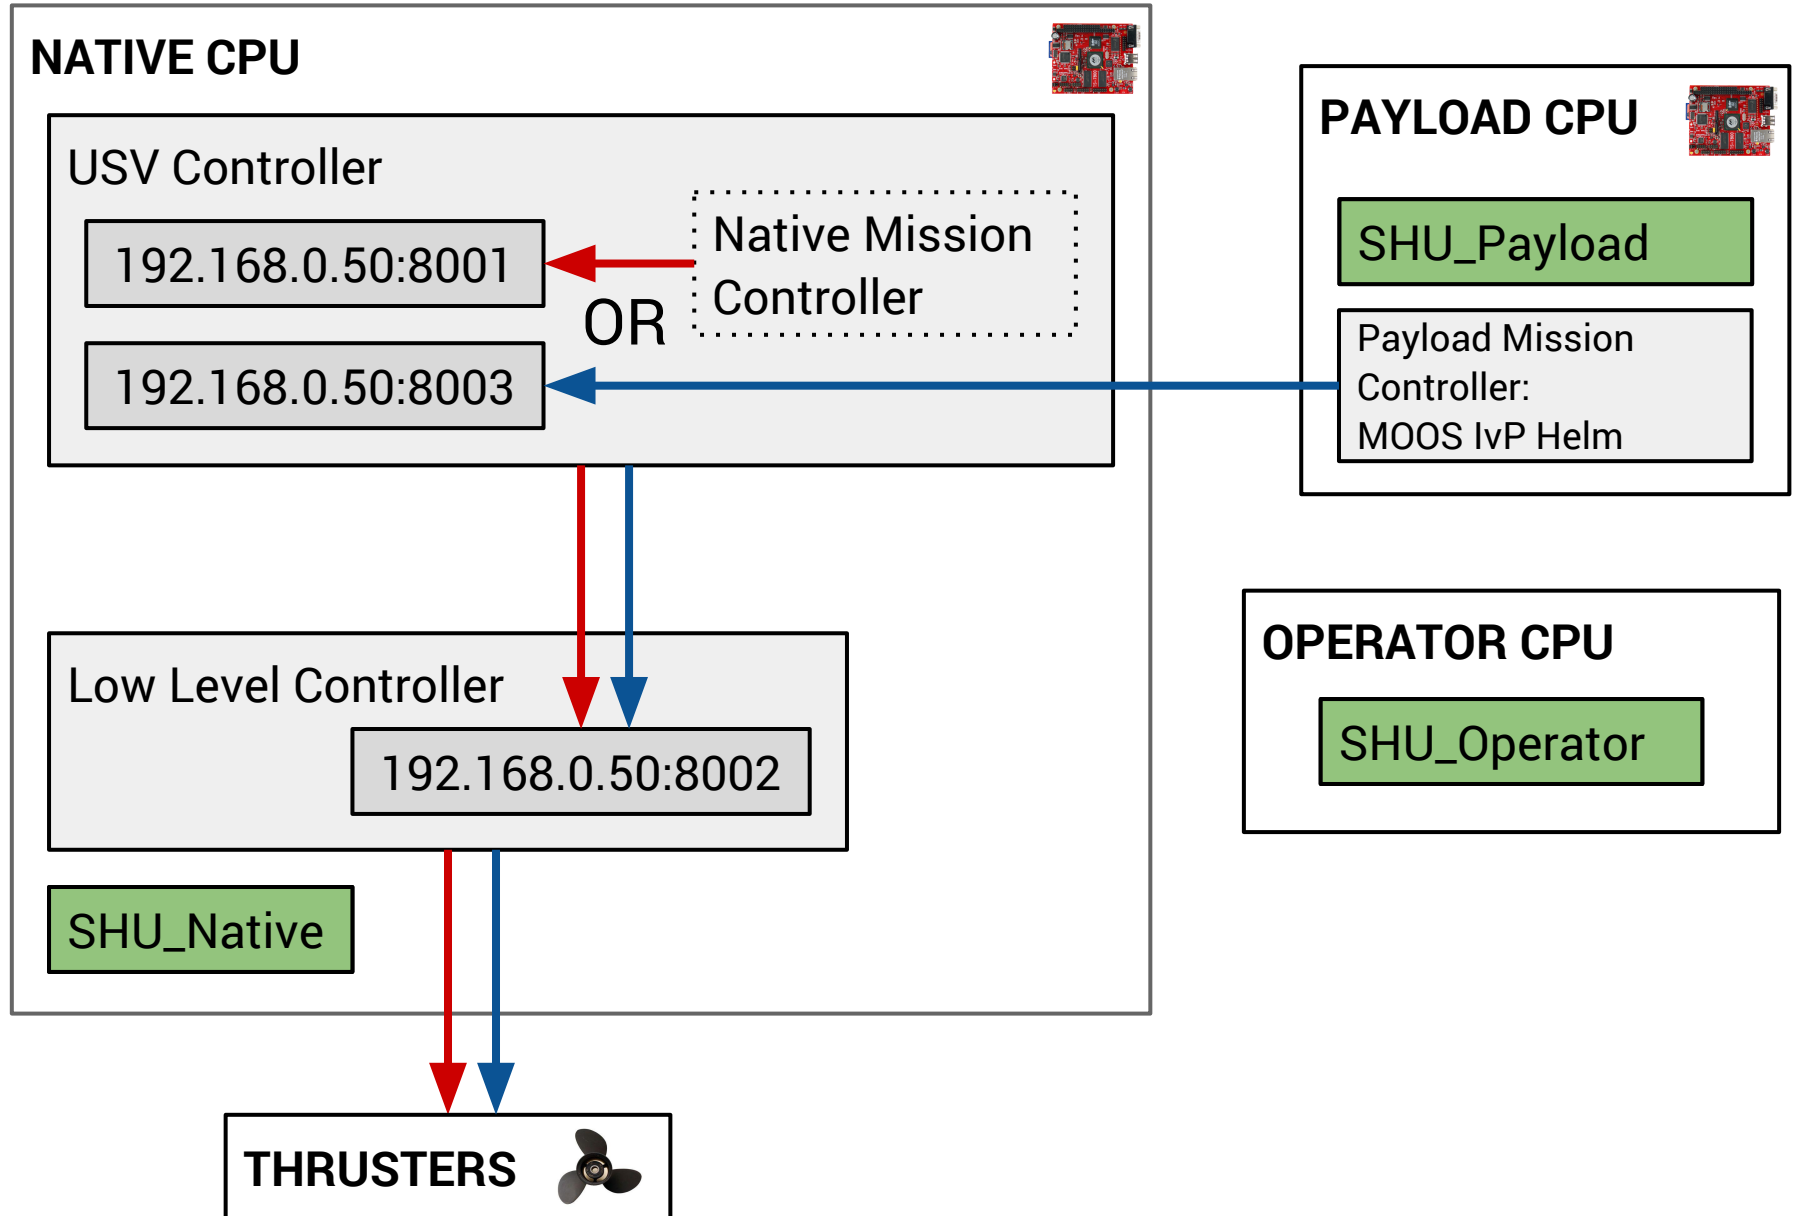 NATIVE CPU
USV Controller
192.168.0.50:8001
Native Mission
Controller
OR
192.168.0.50:8003
Low Level Controller
192.168.0.50:8002
SHU_Native
THRUSTERS
PAYLOAD CPU
SHU_Payload
Payload Mission
Controller:
MOOS IvP Helm
OPERATOR CPU
SHU_Operator